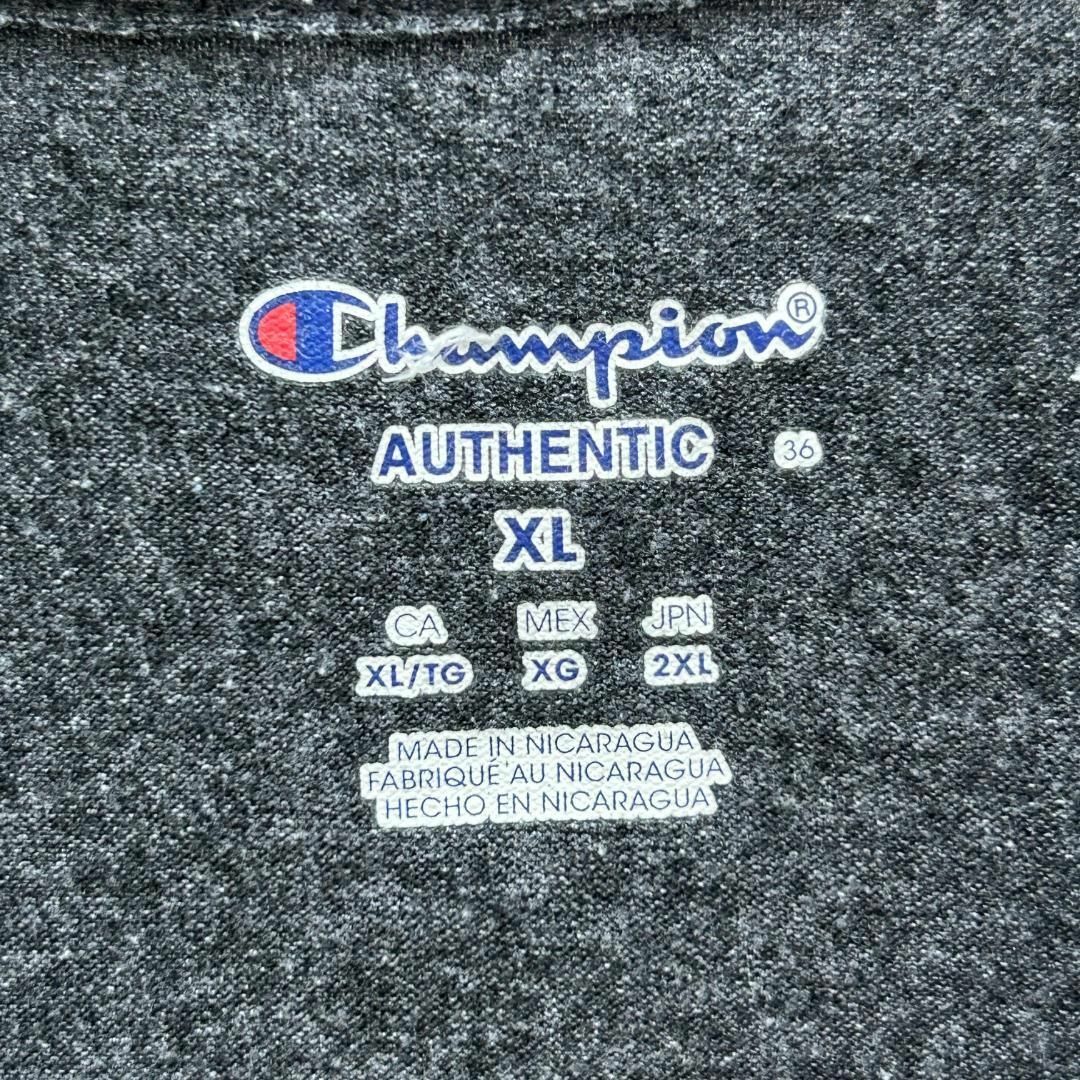 Champion®
AUTHENTIC 36
XL
CA MEX JPN
XL/TG XG 2XL
MADE IN NICARAGUA
FABRIQUÉ AU NICARAGUA
HECHO EN NICARAGUA